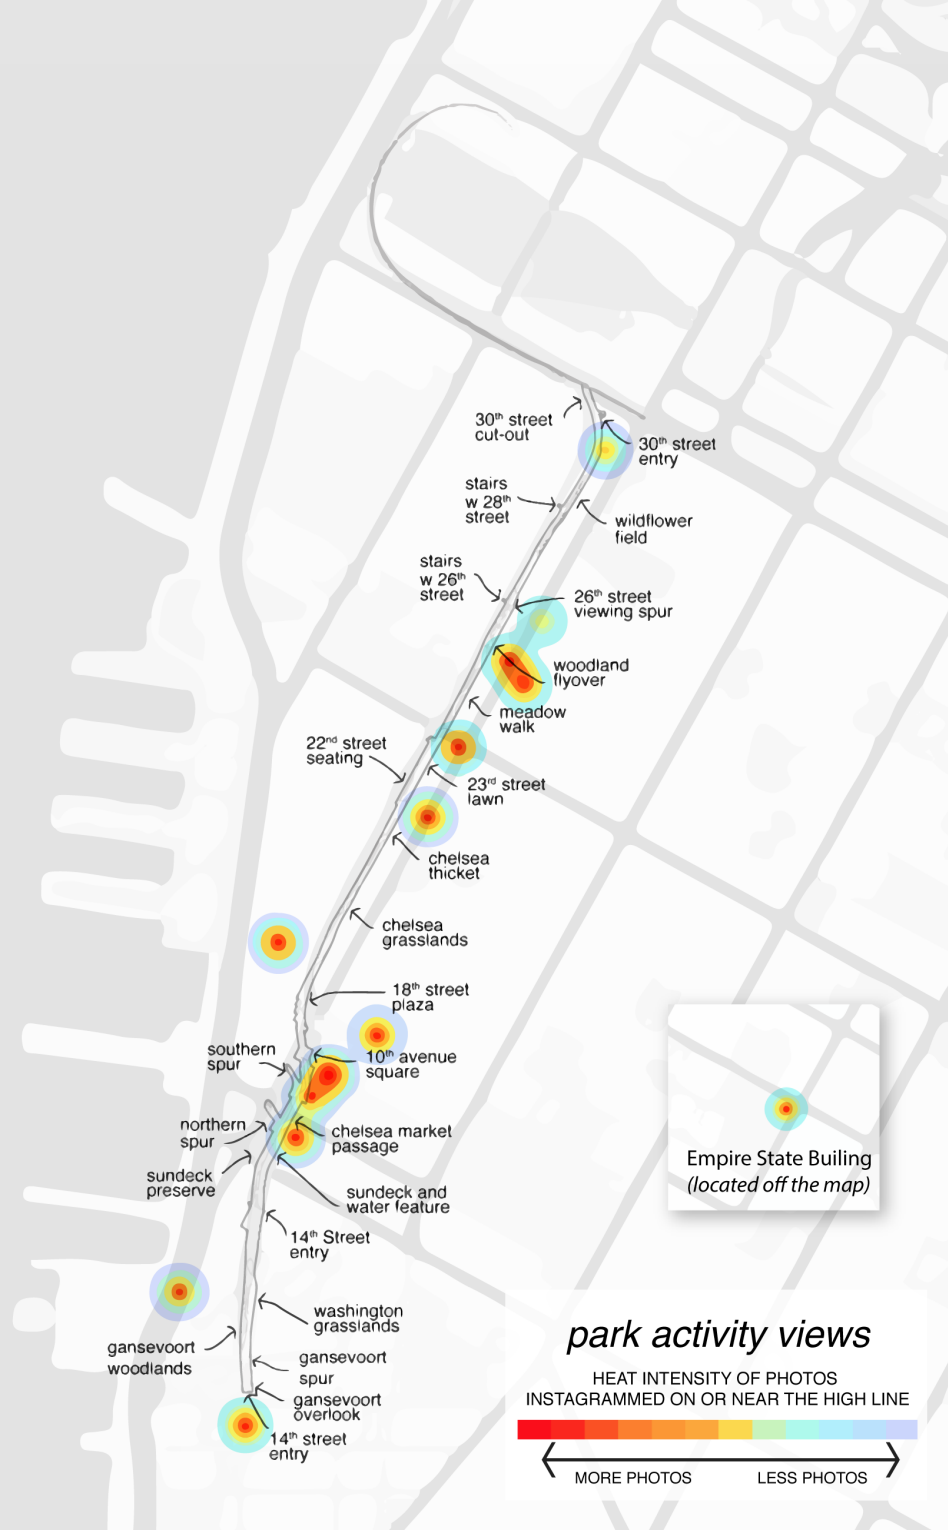 30th street
cut-out
30th street
entry
stairs
w 28th
street
wildflower
field
stairs
w 26th
street
26th street
viewing spur
woodland
flyover
meadow
walk
22nd street
seating
23rd street
lawn
chelsea
thicket
chelsea
grasslands
18th street
plaza
southern
spur
10th avenue
square
northern
spur
chelsea market
passage
sundeck
preserve
sundeck and
water feature
14th Street
entry
washington
grasslands
gansevoort
woodlands
gansevoort
spur
gansevoort
overlook
14th street
entry
Empire State Builing
(located off the map)
park activity views
HEAT INTENSITY OF PHOTOS
INSTAGRAMMED ON OR NEAR THE HIGH LINE
MORE PHOTOS
LESS PHOTOS